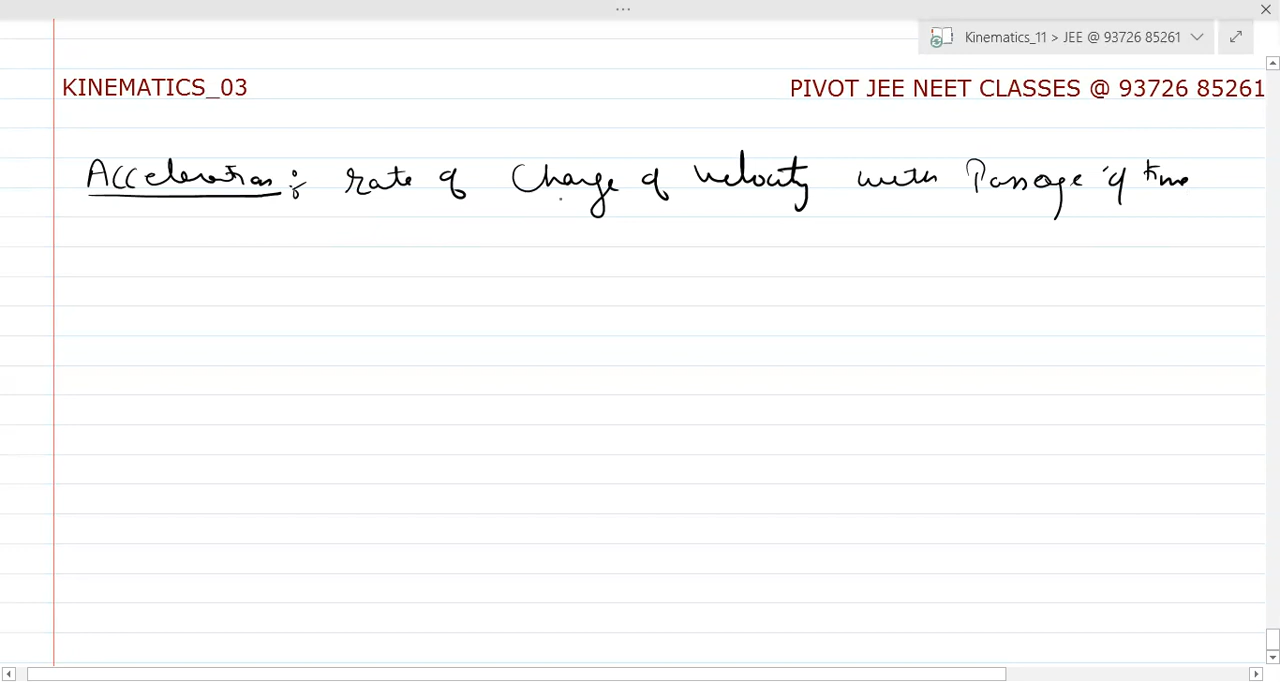 Kinematics_11 > JEE @ 93726 85261
KINEMATICS_03
PIVOT JEE NEET CLASSES @ 93726 85261
Acceleration : rate of Change of Velocity with Passage of time